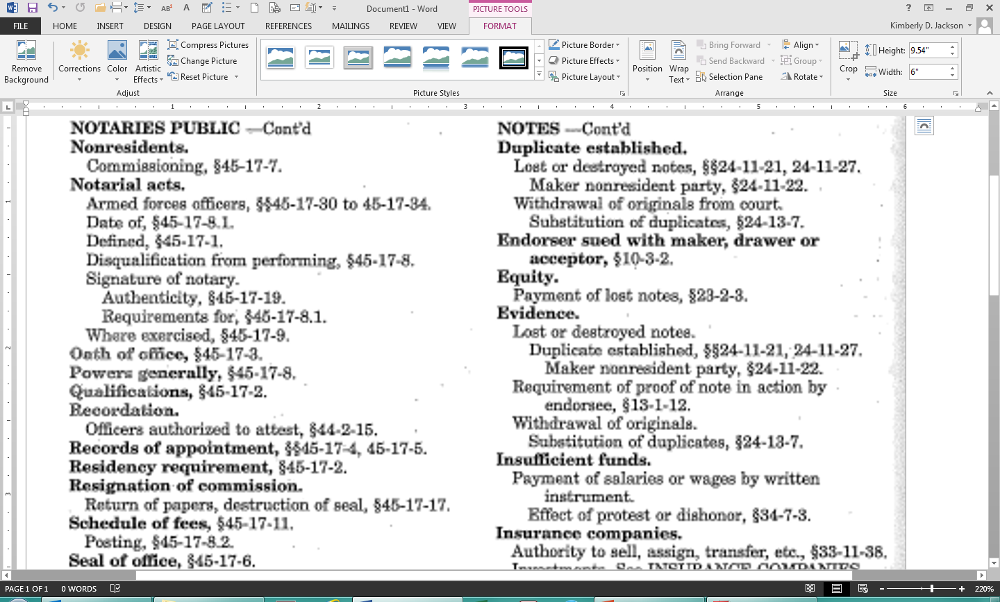 Document1 - Word
PICTURE TOOLS
Kimberly D. Jackson
FILE
HOME
INSERT
DESIGN
PAGE LAYOUT
REFERENCES
MAILINGS
REVIEW
VIEW
FORMAT
Remove Background
Corrections
Color
Artistic Effects
Compress Pictures
Change Picture
Reset Picture
Adjust
Picture Styles
Picture Border
Picture Effects
Picture Layout
Position
Wrap Text
Bring Forward
Send Backward
Selection Pane
Align
Group
Rotate
Arrange
Crop
Height: 9.54"
Width: 6"
Size
1 2 3 4 5 6
NOTARIES PUBLIC —Cont'd
Nonresidents.
Commissioning, §45-17-7.
Notarial acts.
Armed forces officers, §§45-17-30 to 45-17-34.
Date of, §45-17-8.1.
Defined, §45-17-1.
Disqualification from performing, §45-17-8.
Signature of notary.
Authenticity, §45-17-19.
Requirements for, §45-17-8.1.
Where exercised, §45-17-9.
Oath of office, §45-17-3.
Powers generally, §45-17-8.
Qualifications, §45-17-2.
Recordation.
Officers authorized to attest, §44-2-15.
Records of appointment, §§45-17-4, 45-17-5.
Residency requirement, §45-17-2.
Resignation of commission.
Return of papers, destruction of seal, §45-17-17.
Schedule of fees, §45-17-11.
Posting, §45-17-8.2.
Seal of office, §45-17-6.
NOTES —Cont'd
Duplicate established.
Lost or destroyed notes, §§24-11-21, 24-11-27.
Maker nonresident party, §24-11-22.
Withdrawal of originals from court.
Substitution of duplicates, §24-13-7.
Endorser sued with maker, drawer or
acceptor, §10-3-2.
Equity.
Payment of lost notes, §23-2-3.
Evidence.
Lost or destroyed notes.
Duplicate established, §§24-11-21, 24-11-27.
Maker nonresident party, §24-11-22.
Requirement of proof of note in action by
endorsee, §13-1-12.
Withdrawal of originals.
Substitution of duplicates, §24-13-7.
Insufficient funds.
Payment of salaries or wages by written
instrument.
Effect of protest or dishonor, §34-7-3.
Insurance companies.
Authority to sell, assign, transfer, etc., §33-11-38.
Investments. See INSURANCE COMPANIES
PAGE 1 OF 1
0 WORDS
220%